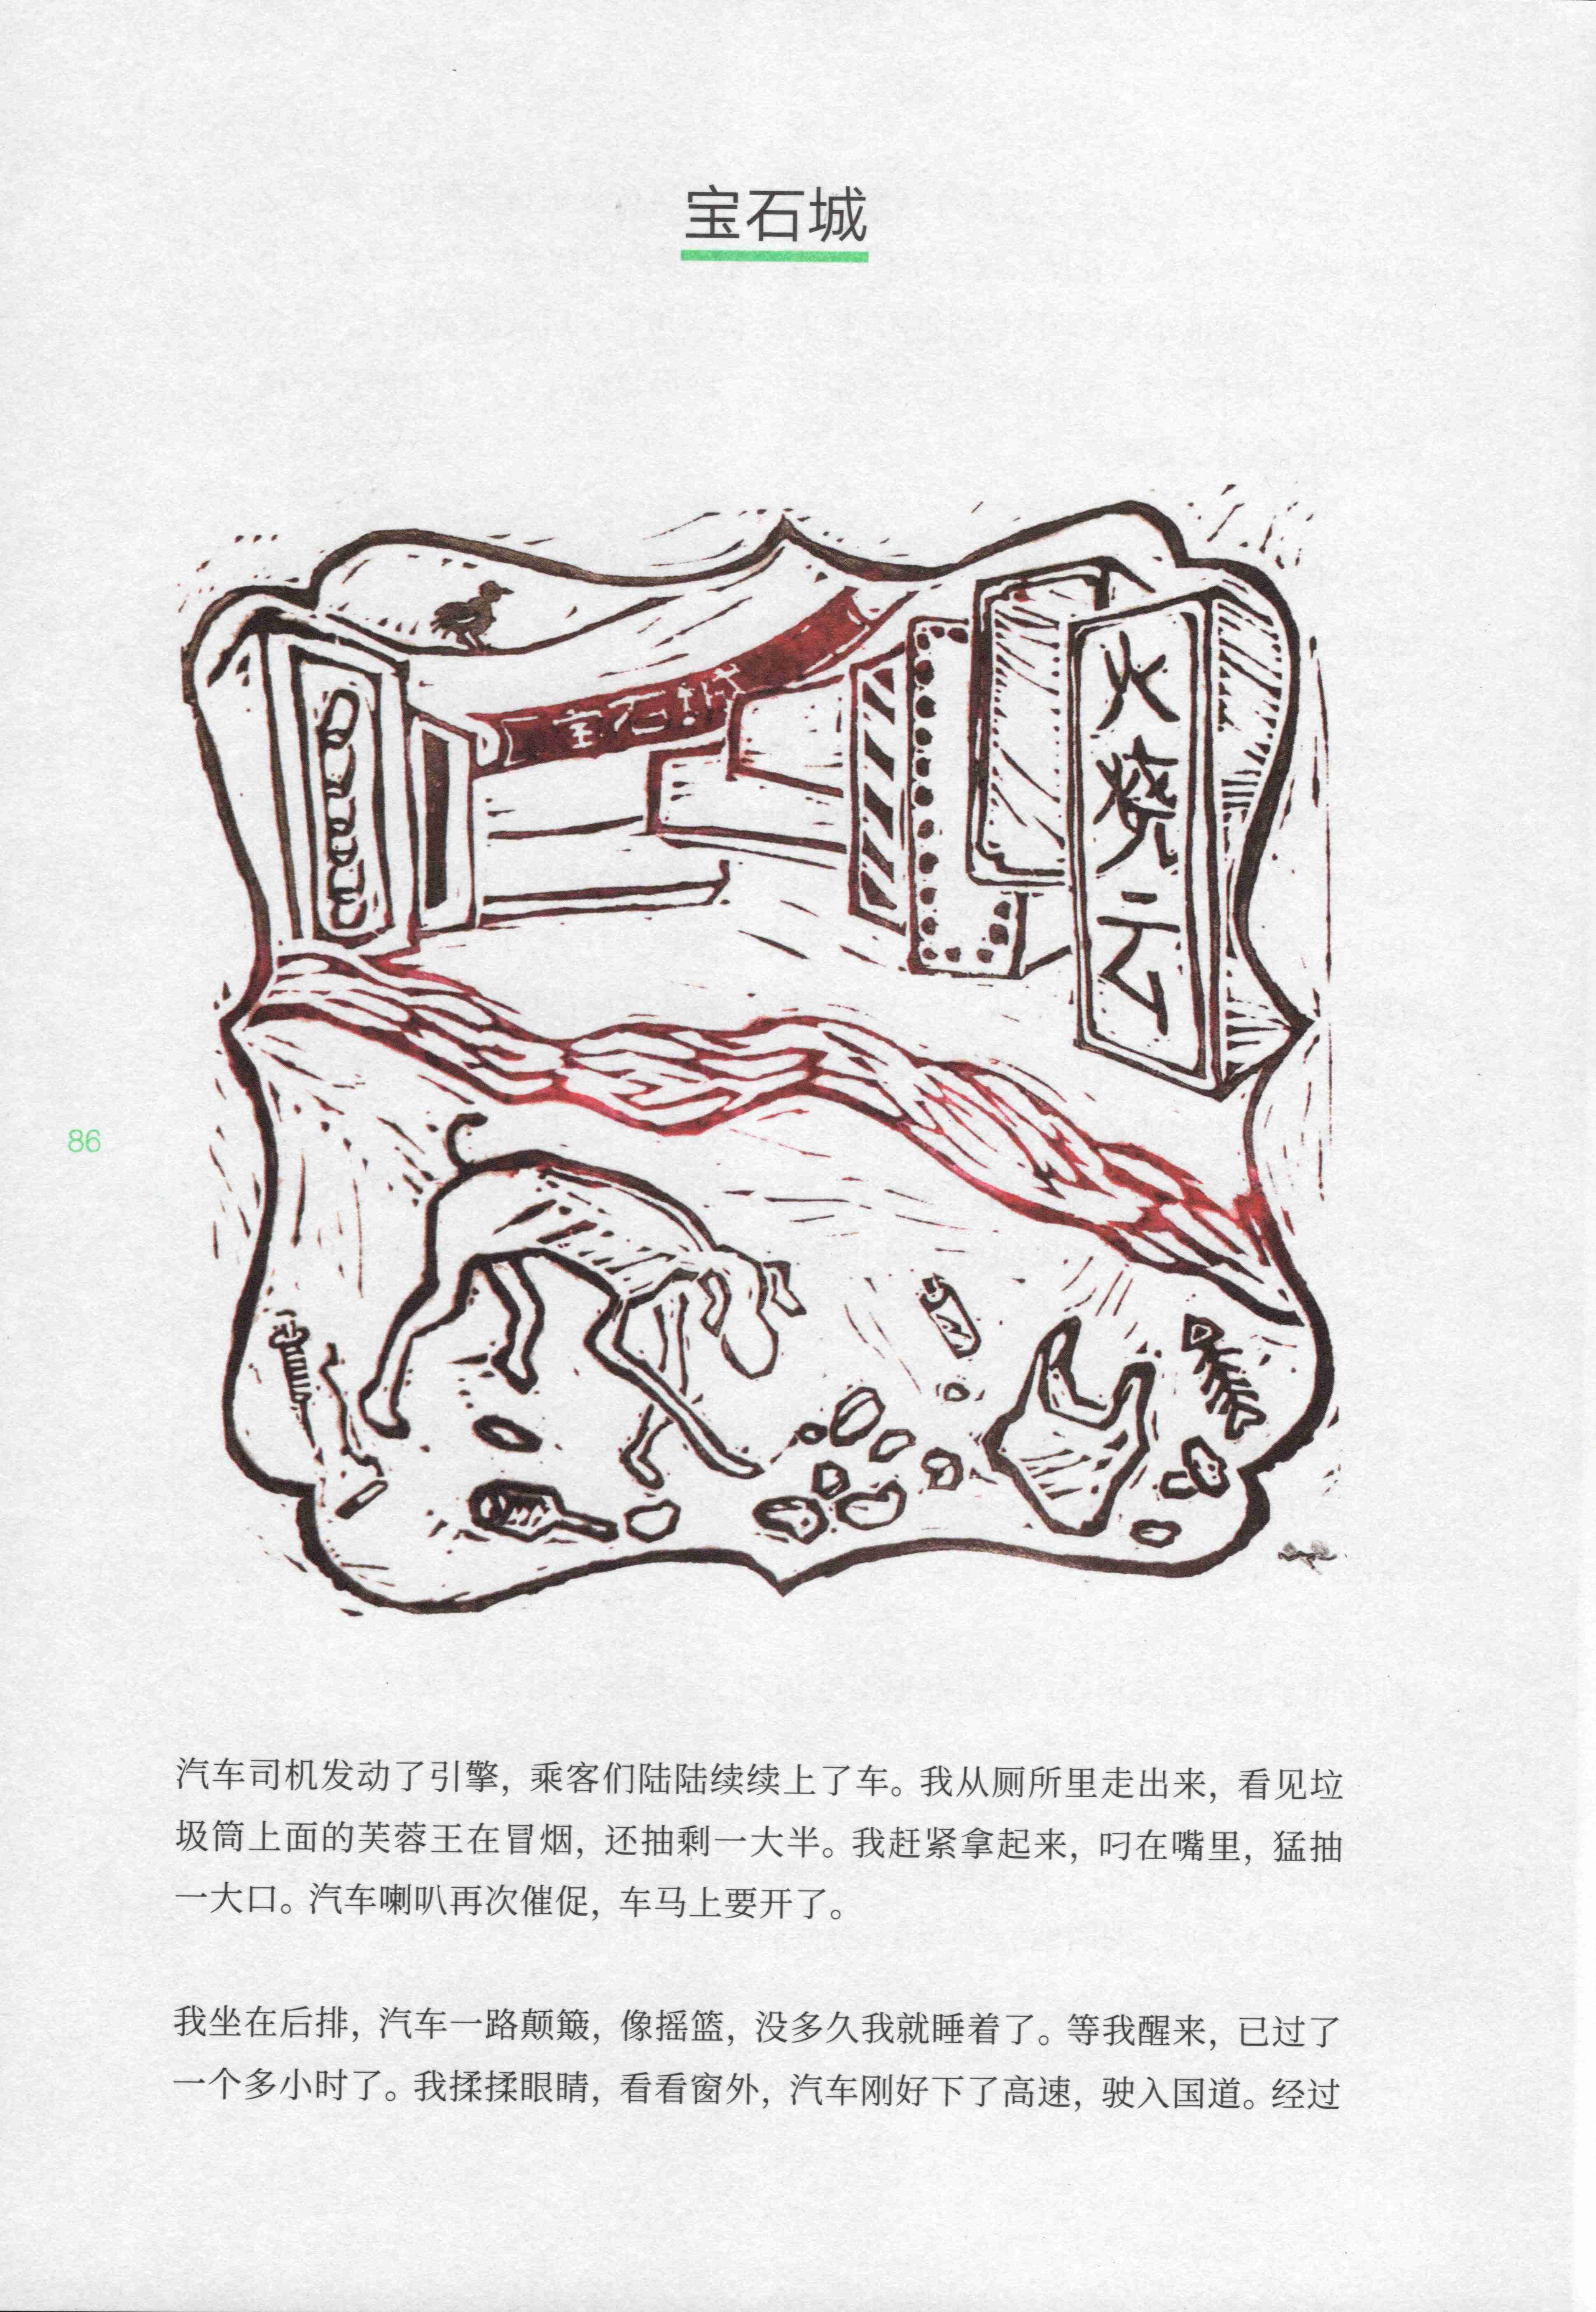 宝石城
宝石城
火烧云
86
汽车司机发动了引擎，乘客们陆陆续续上了车。我从厕所里走出来，看见垃
圾筒上面的芙蓉王在冒烟，还抽剩一大半。我赶紧拿起来，叼在嘴里，猛抽
一大口。汽车喇叭再次催促，车马上要开了。
我坐在后排，汽车一路颠簸，像摇篮，没多久我就睡着了。等我醒来，已过了
一个多小时了。我揉揉眼睛，看看窗外，汽车刚好下了高速，驶入国道。经过